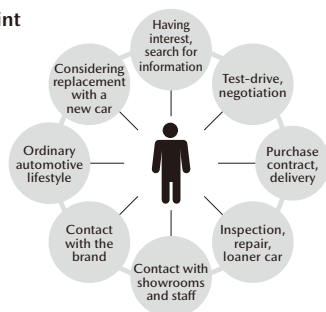 int
Having
interest,
search for
information
Test-drive,
negotiation
Purchase
contract,
delivery
Inspection,
repair,
loaner car
Contact with
showrooms
and staff
Contact
with the
brand
Ordinary
automotive
lifestyle
Considering
replacement
with a
new car